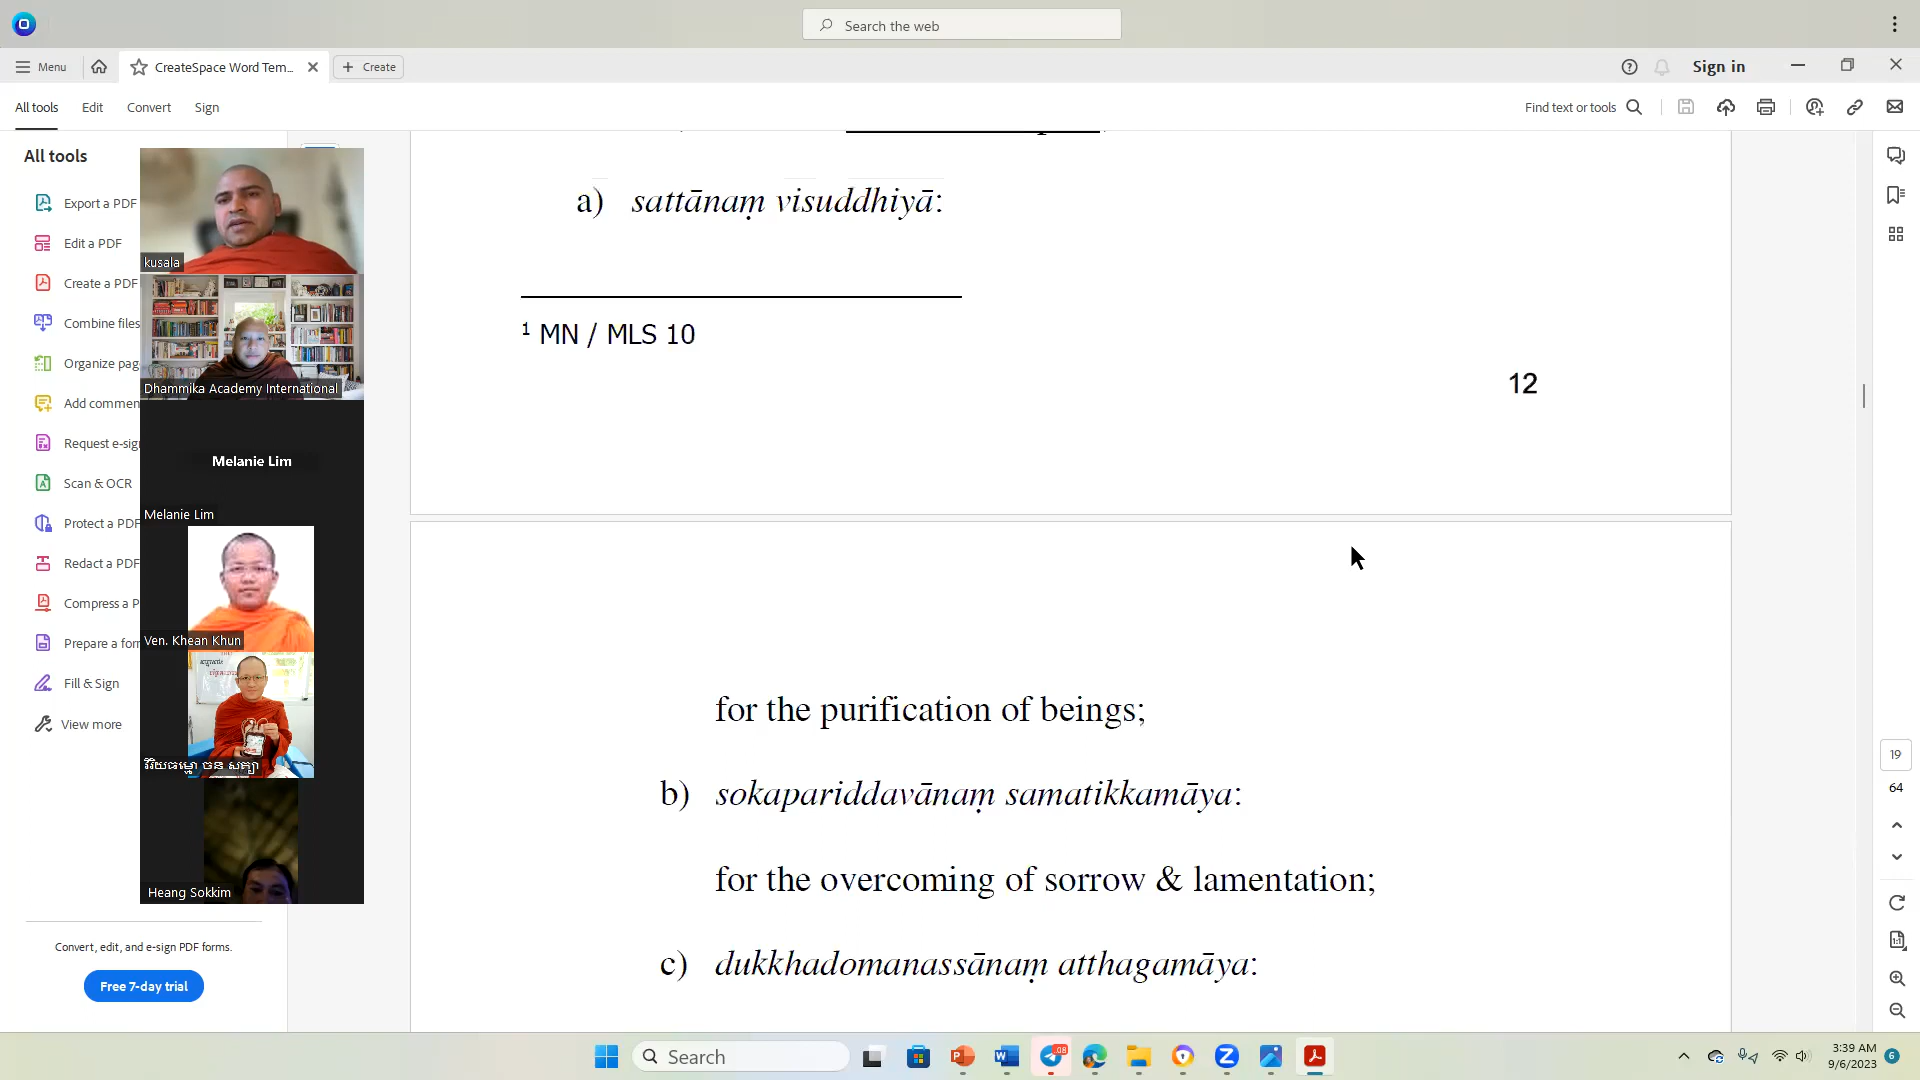 Search the web
Menu
CreateSpace Word Tem...
Create
Sign in
All tools
Edit
Convert
Sign
Find text or tools
All tools
Export a PDF
Edit a PDF
Create a PDF
Combine files
Organize pag
Add commen
Request e-sig
Scan & OCR
Protect a PDF
Redact a PDF
Compress a P
Prepare a for
Fill & Sign
View more
Convert, edit, and e-sign PDF forms.
Free 7-day trial
kusala
Dhammika Academy International
Melanie Lim
Melanie Lim
Ven. Khean Khun
Heang Sokkim
a) sattānaṃ visuddhiyā:
1 MN / MLS 10
12
for the purification of beings;
b) sokapariddavānaṃ samatikkamāya:
for the overcoming of sorrow & lamentation;
c) dukkhadomanassānaṃ atthagamāya:
19
64
Search
3:39 AM
9/6/2023
6